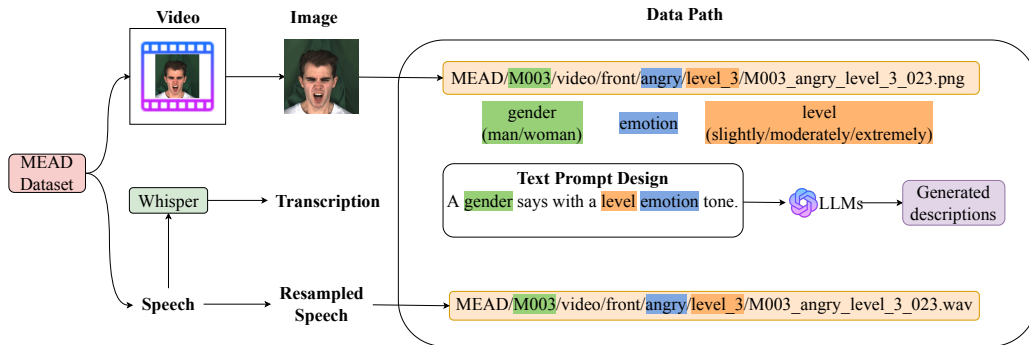 Video
Image
Data Path
MEAD/M003/video/front/angry/level_3/M003_angry_level_3_023.png
gender
(man/woman)
emotion
level
(slightly/moderately/extremely)
MEAD
Dataset
Whisper
Transcription
Text Prompt Design
A gender says with a level emotion tone.
LLMs
Generated
descriptions
Speech
Resampled
Speech
MEAD/M003/video/front/angry/level_3/M003_angry_level_3_023.wav